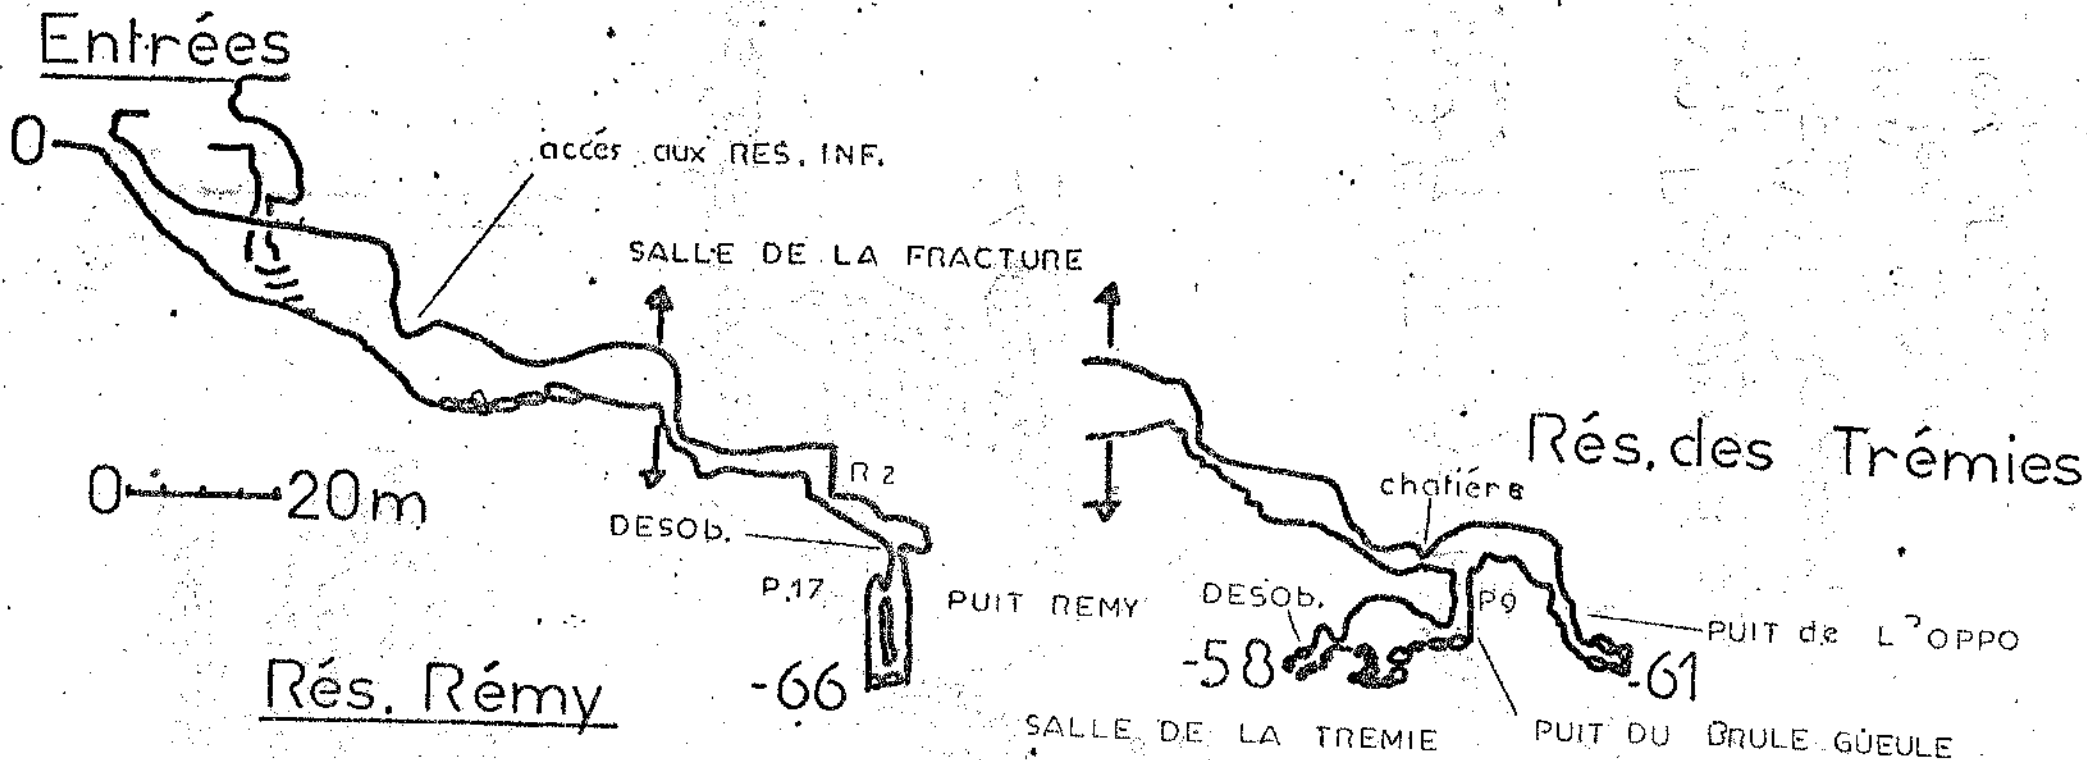 Entrées
0
accés aux RES. INF.
SALLE DE LA FRACTURE
Rés. des Trémies
chatière
R 2
0 20m
DESOb.
P.17
PUIT REMY
DESOb.
P9
PUIT de L'OPPO
-58
-61
Rés. Rémy
-66
SALLE DE LA TREMIE
PUIT DU BRULE GUEULE